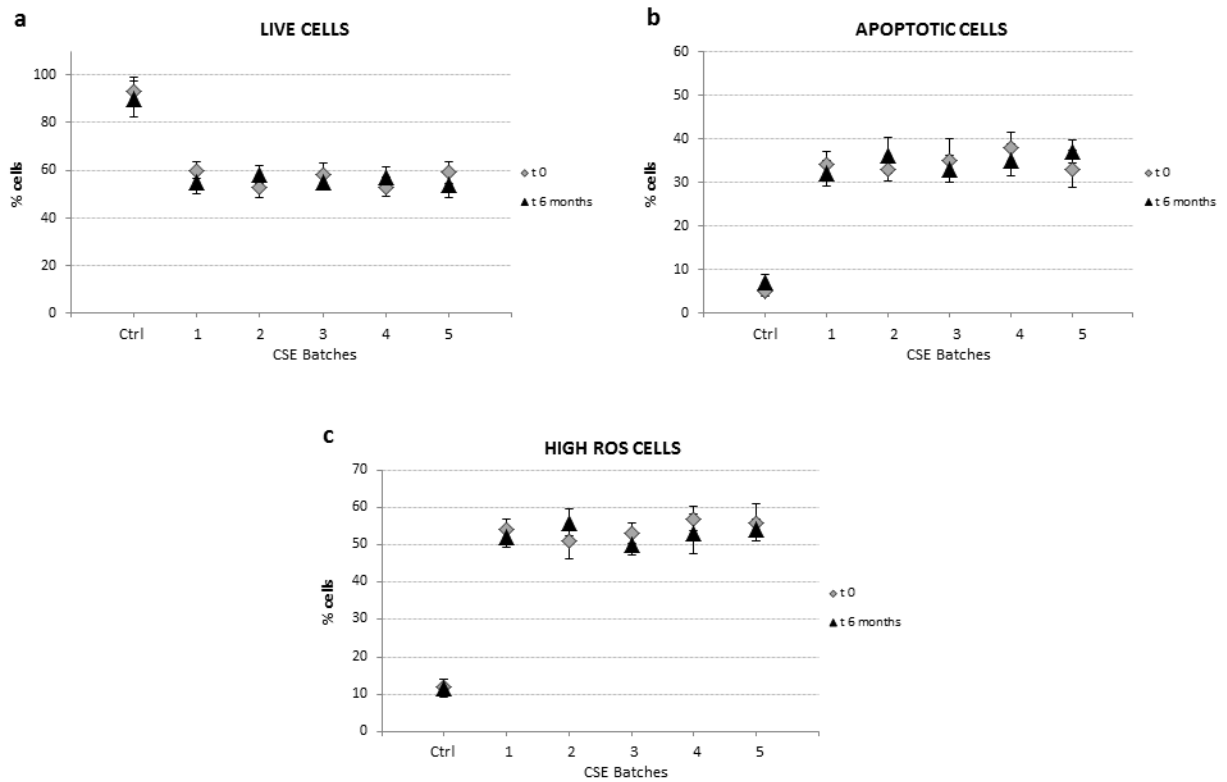 a
LIVE CELLS
100
80
60
40
20
0
% cells
Ctrl 1 2 3 4 5
CSE Batches
t 0
t 6 months
b
APOPTOTIC CELLS
60
50
40
30
20
10
0
% cells
Ctrl 1 2 3 4 5
CSE Batches
t 0
t 6 months
c
HIGH ROS CELLS
70
60
50
40
30
20
10
0
% cells
Ctrl 1 2 3 4 5
CSE Batches
t 0
t 6 months